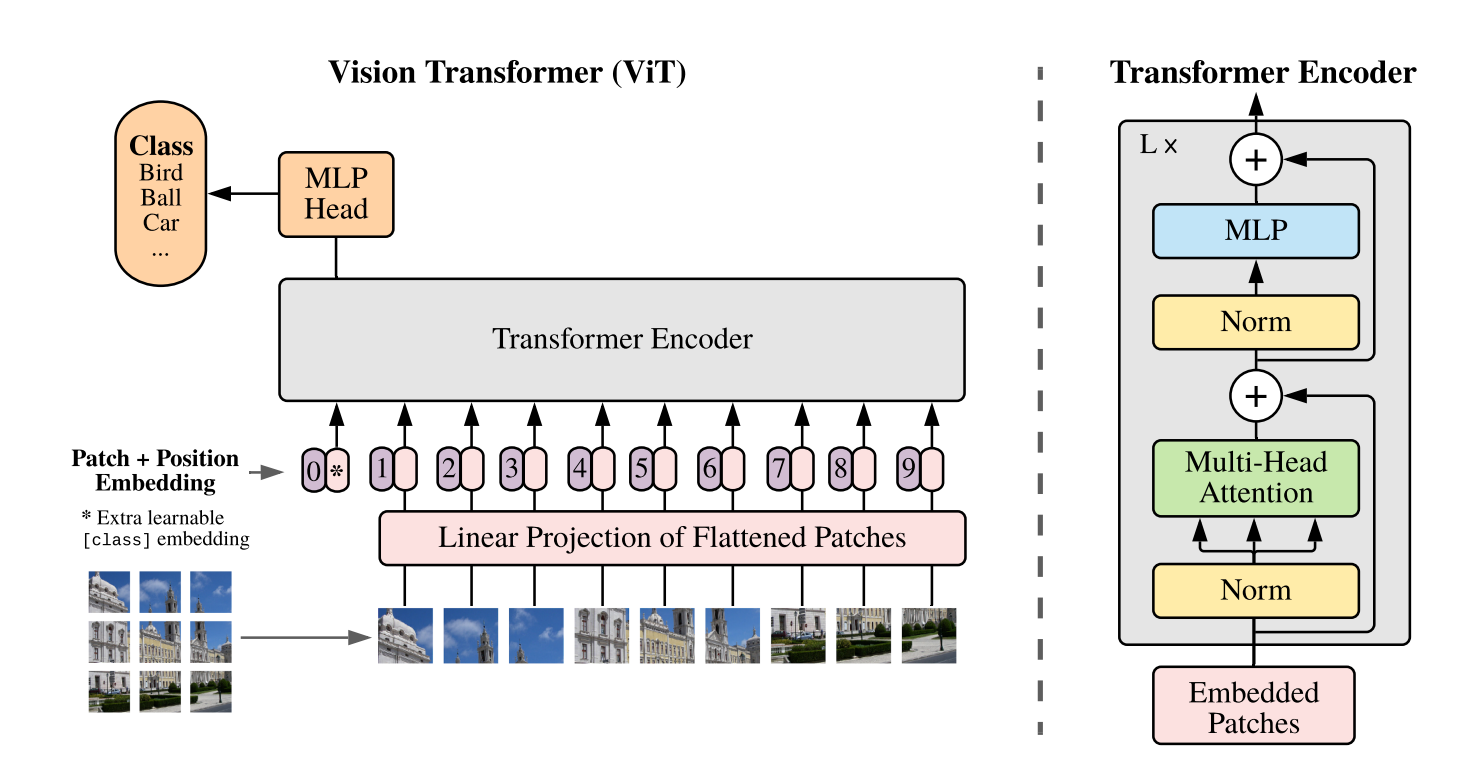 Vision Transformer (ViT)
Class
Bird
Ball
Car
...
MLP
Head
Transformer Encoder
Patch + Position
Embedding
0 * 1 2 3 4 5 6 7 8 9
* Extra learnable
[class] embedding
Linear Projection of Flattened Patches
Transformer Encoder
L x
+
MLP
Norm
+
Multi-Head
Attention
Norm
Embedded
Patches